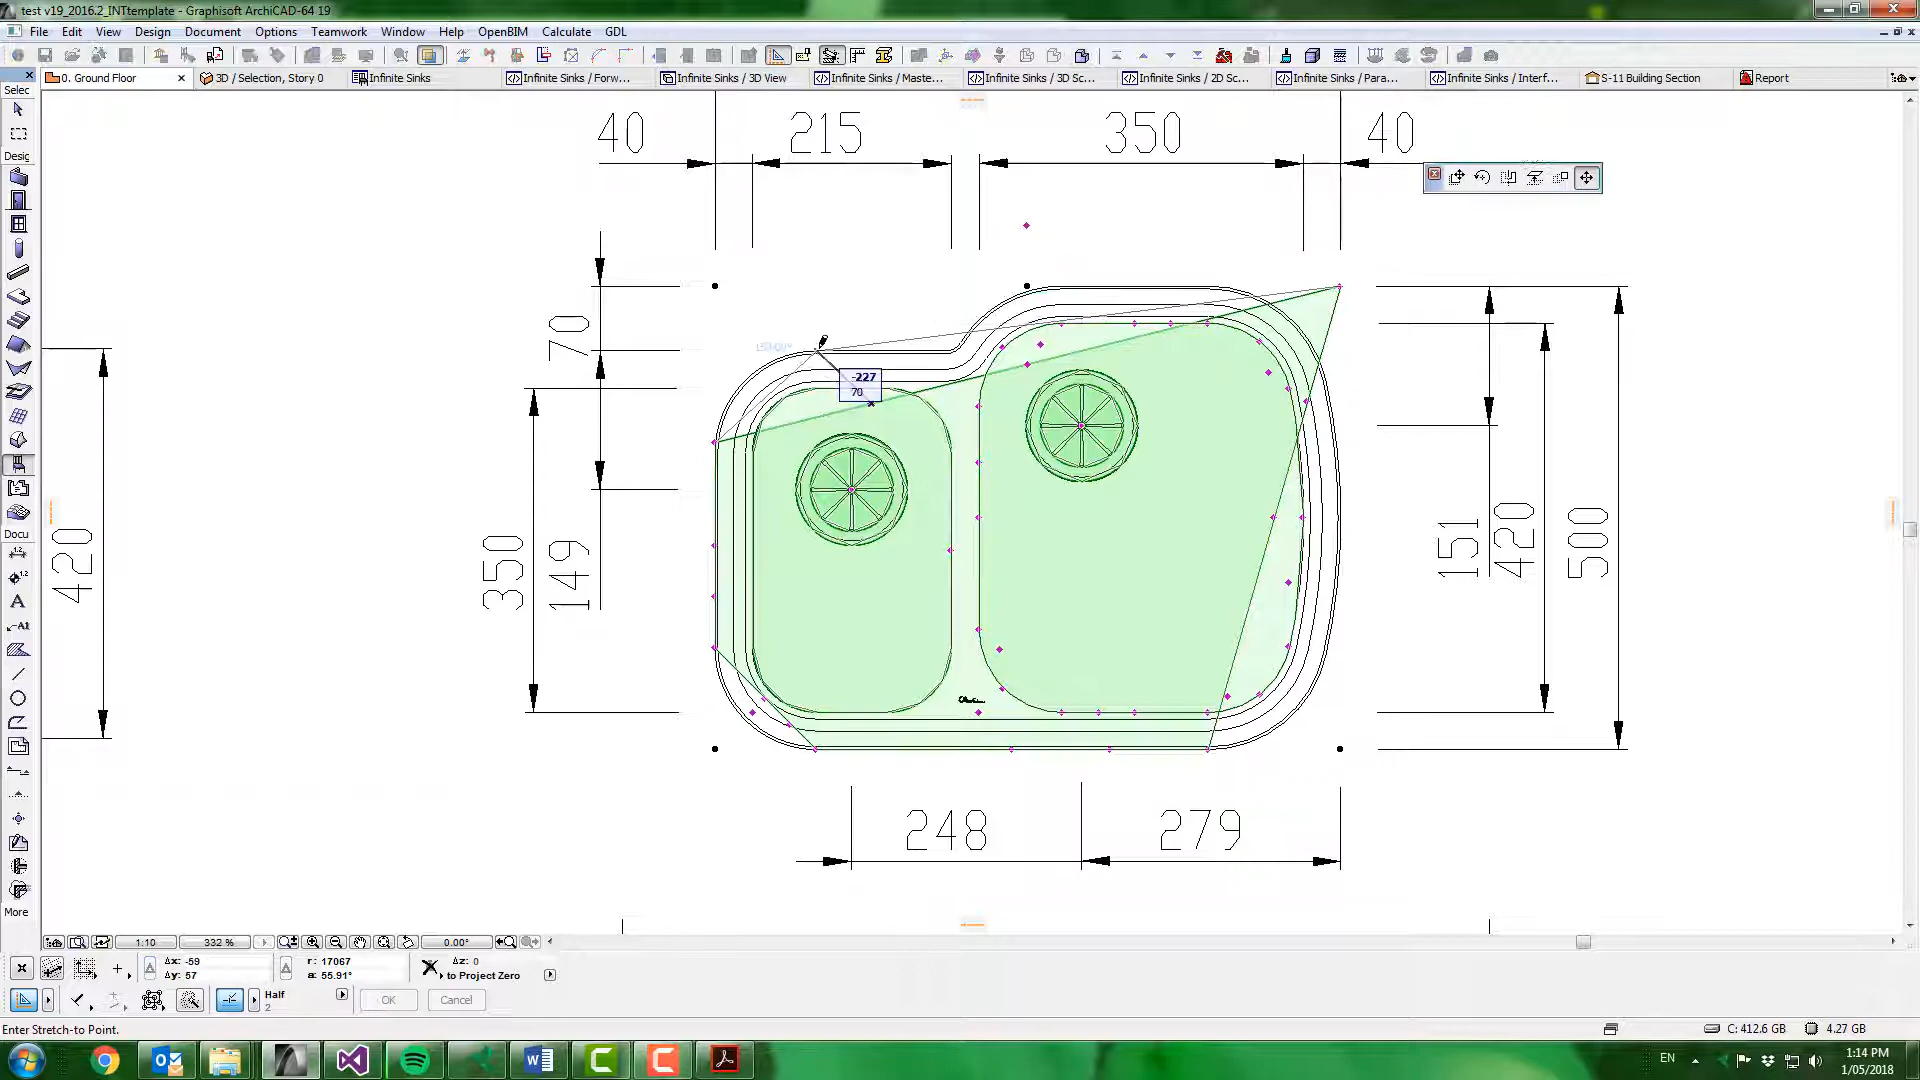 test v19_2016.2_INTtemplate - Graphisoft ArchiCAD-64 19
File Edit View Design Document Options Teamwork Window Help OpenBIM Calculate GDL
0. Ground Floor
3D / Selection, Story 0
Infinite Sinks
Infinite Sinks / Forw...
Infinite Sinks / 3D View
Infinite Sinks / Maste...
Infinite Sinks / 3D Sc...
Infinite Sinks / 2D Sc...
Infinite Sinks / Para...
Infinite Sinks / Interf...
S-11 Building Section
Report
Selec
Desig
Docu
More
40
215
350
40
70
-227
70
420
350
149
151
420
500
248
279
1:10
332 %
0.00°
Δx: -59
Δy: 57
r: 17067
a: 55.91°
Δz: 0
to Project Zero
Half
2
OK
Cancel
Enter Stretch-to Point.
C: 412.6 GB
4.27 GB
EN
1:14 PM
1/05/2018